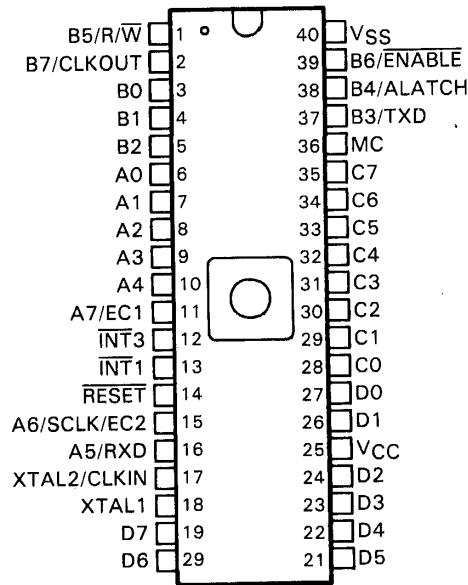 B5/R/W̅ 1 40 VSS
B7/CLKOUT 2 39 B6/E̅N̅A̅B̅L̅E̅
B0 3 38 B4/ALATCH
B1 4 37 B3/TXD
B2 5 36 MC
A0 6 35 C7
A1 7 34 C6
A2 8 33 C5
A3 9 32 C4
A4 10 31 C3
A7/EC1 11 30 C2
I̅N̅T̅3 12 29 C1
I̅N̅T̅1 13 28 C0
R̅E̅S̅E̅T̅ 14 27 D0
A6/SCLK/EC2 15 26 D1
A5/RXD 16 25 VCC
XTAL2/CLKIN 17 24 D2
XTAL1 18 23 D3
D7 19 22 D4
D6 29 21 D5